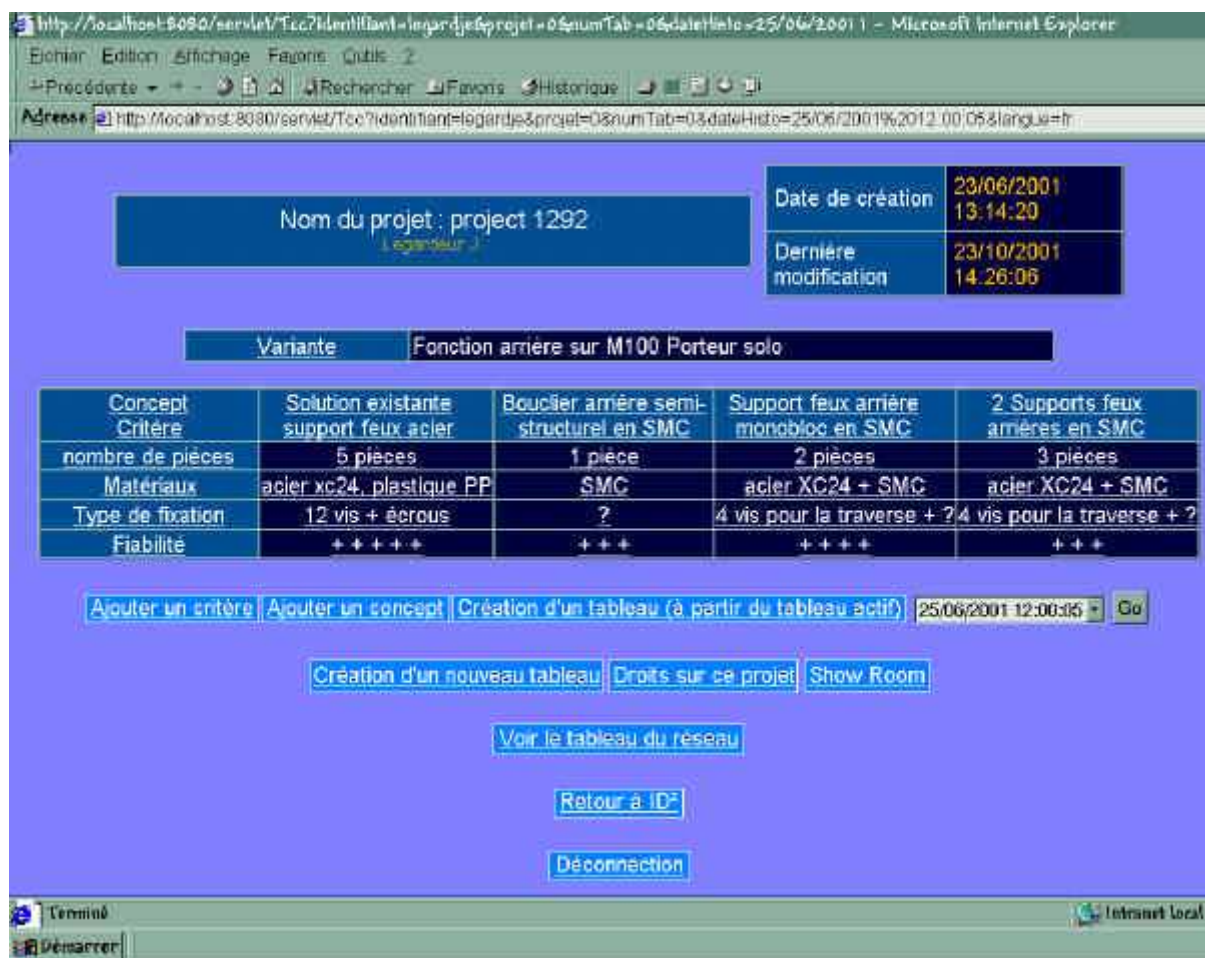 http://localhost:8080/servlet/Tcc?identifiant=legardje&projet=0&numTab=0&dateHisto=25/06/2001 1 - Microsoft Internet Explorer
Fichier Edition Affichage Favoris Outils ?
Précédente Rechercher Favoris Historique
Adresse http://localhost:8080/servlet/Tcc?identifiant=legardje&projet=0&numTab=0&dateHisto=25/06/2001%2012:00:05&langue=fr
Nom du projet : project 1292
Legardeur J
Date de création
23/06/2001
13:14:20
Dernière
modification
23/10/2001
14:26:06
Variante Fonction arrière sur M100 Porteur solo
Concept Solution existante Bouclier arrière semi- Support feux arrière 2 Supports feux
Critère support feux acier structurel en SMC monobloc en SMC arrières en SMC
nombre de pièces 5 pièces 1 pièce 2 pièces 3 pièces
Matériaux acier xc24, plastique PP SMC acier XC24 + SMC acier XC24 + SMC
Type de fixation 12 vis + écrous ? 4 vis pour la traverse + ? 4 vis pour la traverse + ?
Fiabilité + + + + + + + + + + + + + + +
Ajouter un critère Ajouter un concept Création d'un tableau (à partir du tableau actif) 25/06/2001 12:00:05 Go
Création d'un nouveau tableau Droits sur ce projet Show Room
Voir le tableau du réseau
Retour à ID²
Déconnection
Terminé Intranet local
Démarrer